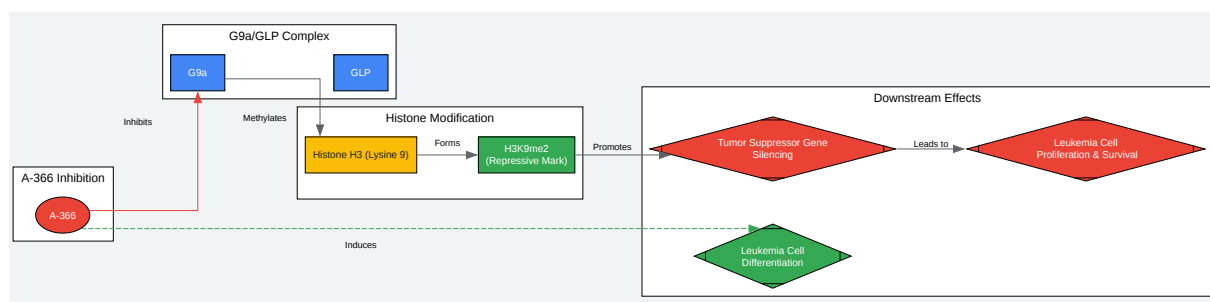 G9a/GLP Complex
G9a
GLP
Inhibits
Methylates
Histone Modification
Histone H3 (Lysine 9)
Forms
H3K9me2
(Repressive Mark)
Promotes
Downstream Effects
Tumor Suppressor Gene
Silencing
Leads to
Leukemia Cell
Proliferation & Survival
A-366 Inhibition
A-366
Induces
Leukemia Cell
Differentiation